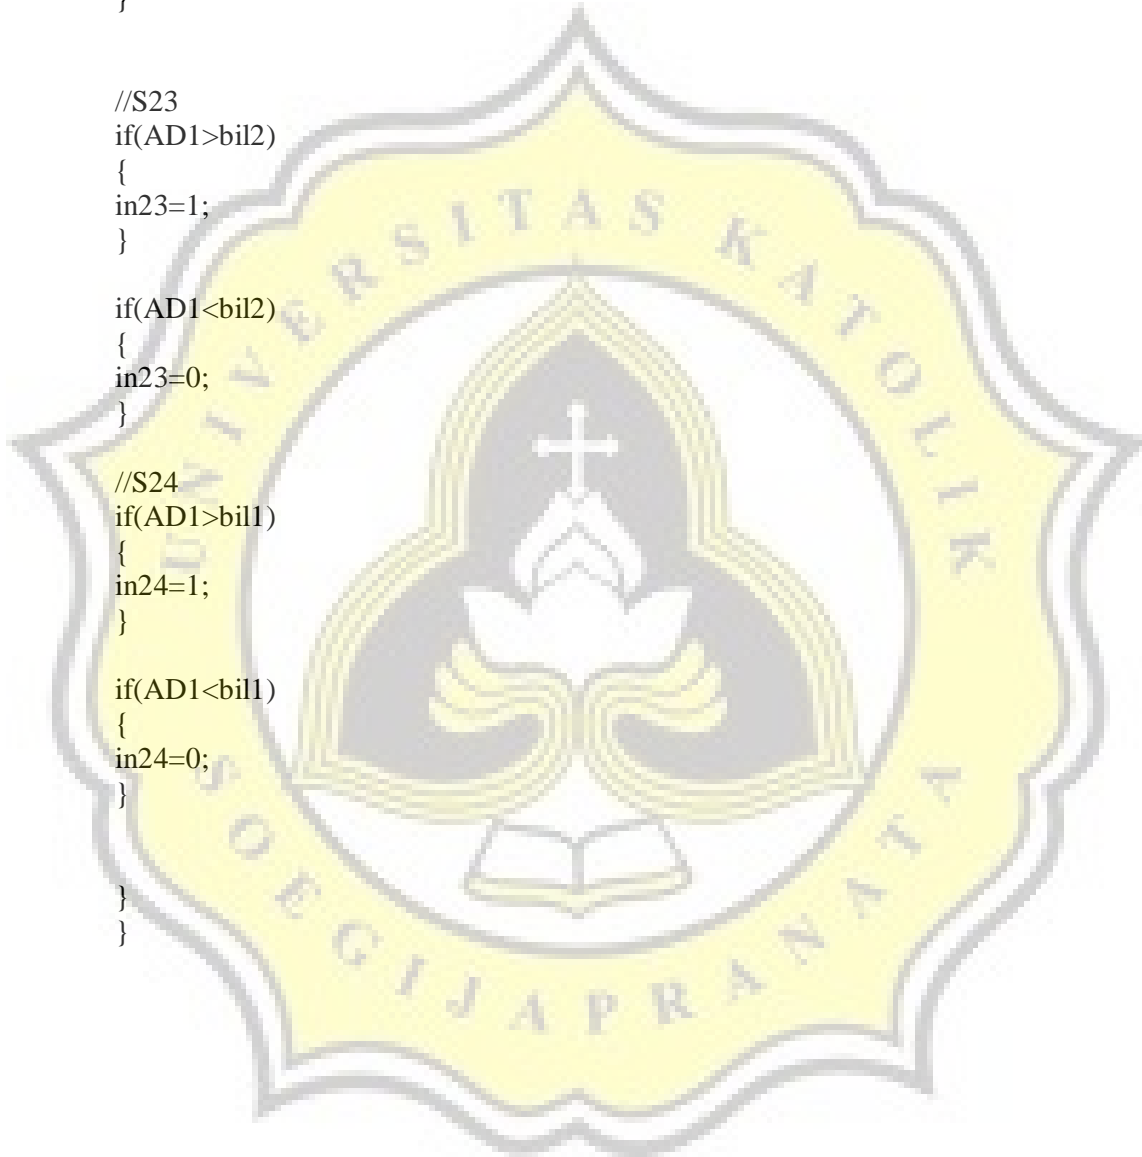 }
//S23
if(AD1>bil2)
{
in23=1;
}
if(AD1<bil2)
{
in23=0;
}
//S24
if(AD1>bil1)
{
in24=1;
}
if(AD1<bil1)
{
in24=0;
}
}
}
UNIVERSITAS KATOLIK
SOEGIJAPRANATA